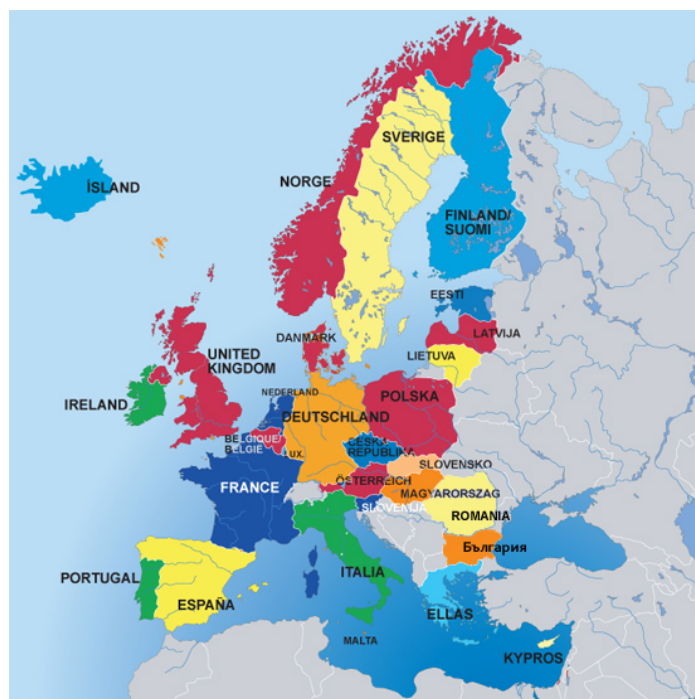 SVERIGE
ÍSLAND
NORGE
FINLAND/
SUOMI
EESTI
DANMARK
LATVIJA
UNITED
KINGDOM
LIETUVA
NEDERLAND
POLSKA
IRELAND
DEUTSCHLAND
BELGIQUE/
BELGIË
ČESKÁ
REPUBLIKA
LUX.
SLOVENSKO
FRANCE
ÖSTERREICH
MAGYARORSZAG
SLOVENIJA
ROMANIA
България
PORTUGAL
ITALIA
ESPAÑA
ELLAS
MALTA
KYPROS